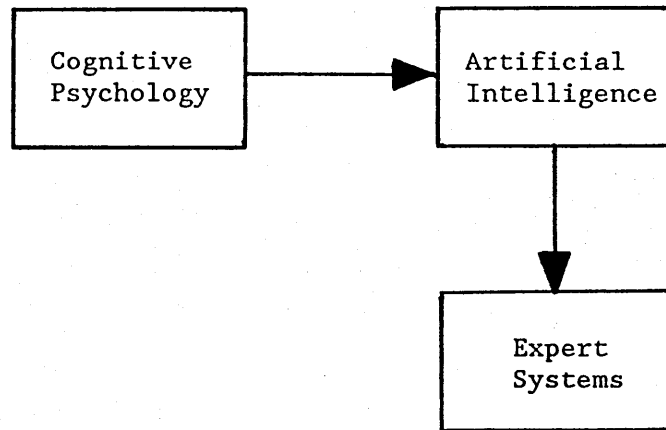 Cognitive
Psychology
Artificial
Intelligence
Expert
Systems